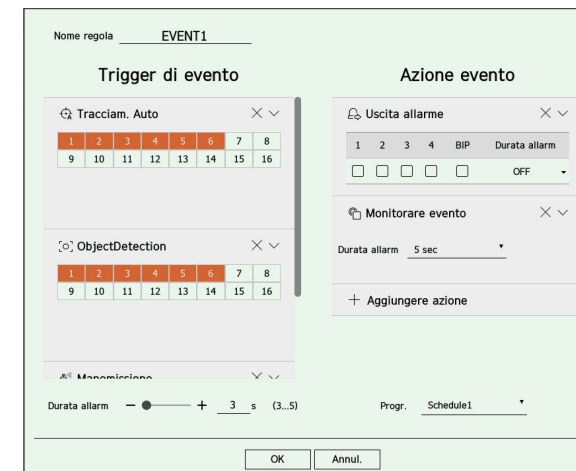 Nome regola EVENT1
Trigger di evento
Tracciam. Auto
1 2 3 4 5 6 7 8
9 10 11 12 13 14 15 16
ObjectDetection
1 2 3 4 5 6 7 8
9 10 11 12 13 14 15 16
Manomissione
Durata allarm 3 s (3...5)
Azione evento
Uscita allarme
1 2 3 4 BIP Durata allarm
OFF
Monitorare evento
Durata allarm 5 sec
Aggiungere azione
Progr. Schedule1
OK Annul.